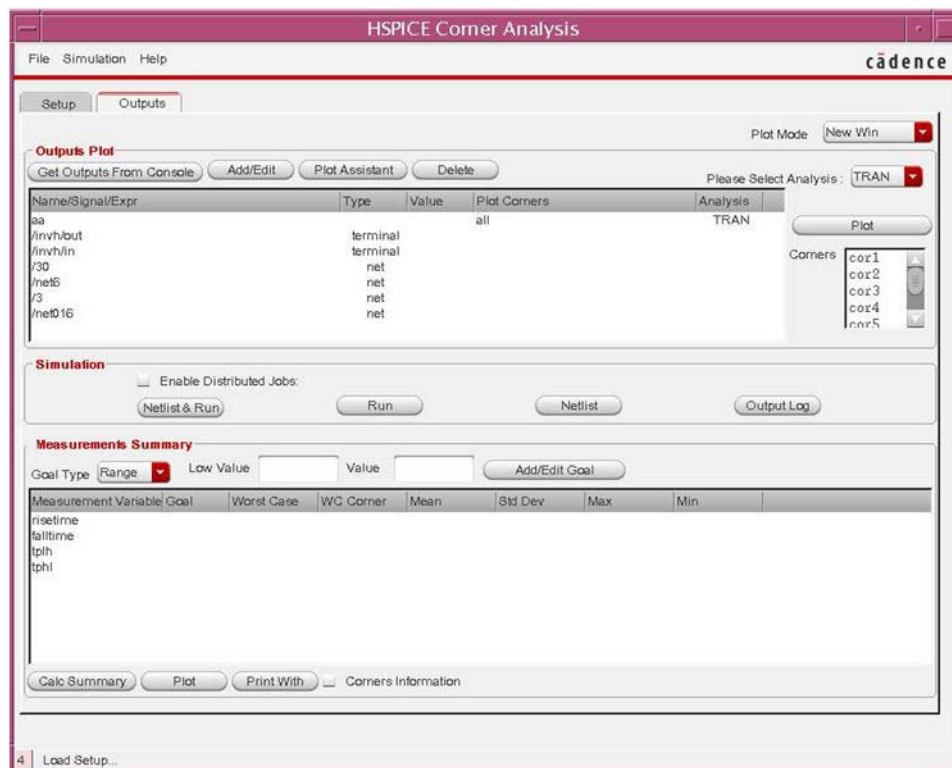 HSPICE Corner Analysis
File Simulation Help
cādence
Setup Outputs
Plot Mode New Win
Outputs Plot
Get Outputs From Console Add/Edit Plot Assistant Delete
Please Select Analysis : TRAN
Name/Signal/Expr Type Value Plot Corners Analysis
aa all TRAN
/invh/out terminal
/invh/in terminal
/30 net
/net6 net
/3 net
/net016 net
Plot
Corners
cor1
cor2
cor3
cor4
cor5
Simulation
Enable Distributed Jobs:
Netlist & Run Run Netlist Output Log
Measurements Summary
Goal Type Range Low Value Value Add/Edit Goal
Measurement Variable Goal Worst Case WC Corner Mean Std Dev Max Min
risetime
falltime
tplh
tphl
Calc Summary Plot Print With Corners Information
4 Load Setup...